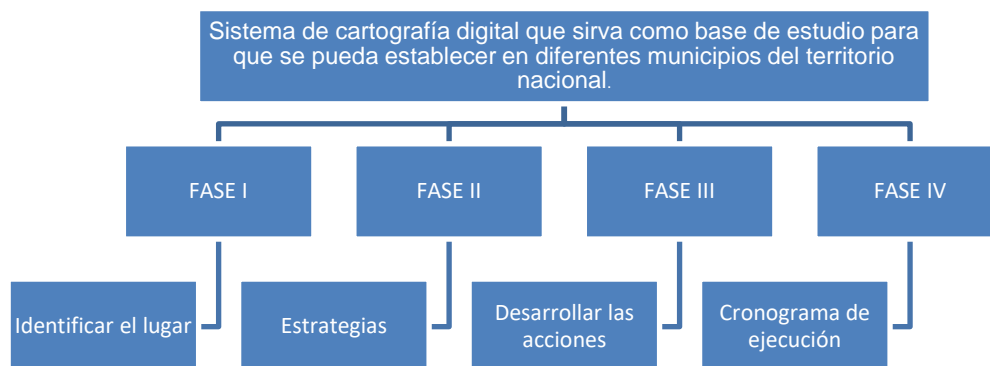 Sistema de cartografía digital que sirva como base de estudio para
que se pueda establecer en diferentes municipios del territorio
nacional.
FASE I
FASE II
FASE III
FASE IV
Identificar el lugar
Estrategias
Desarrollar las
acciones
Cronograma de
ejecución